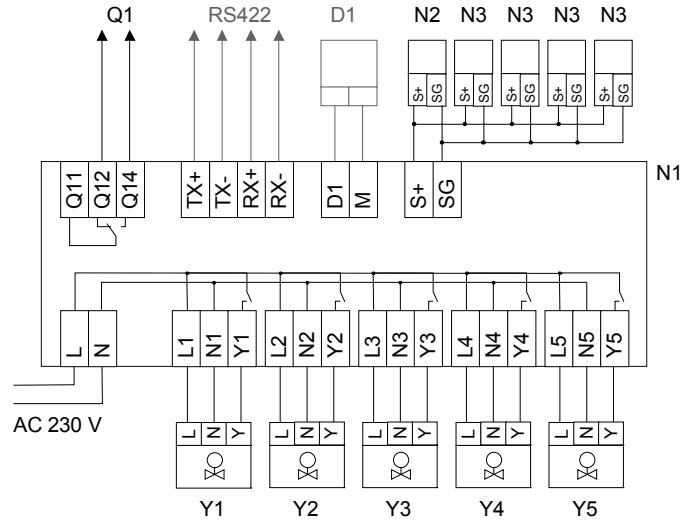 Q1 RS422 D1 N2 N3 N3 N3 N3
S+ SG S+ SG S+ SG S+ SG S+ SG
N1
Q11 Q12 Q14 TX+ TX- RX+ RX- D1 M S+ SG
L N L1 N1 Y1 L2 N2 Y2 L3 N3 Y3 L4 N4 Y4 L5 N5 Y5
AC 230 V
L N Y L N Y L N Y L N Y L N Y
Y1 Y2 Y3 Y4 Y5